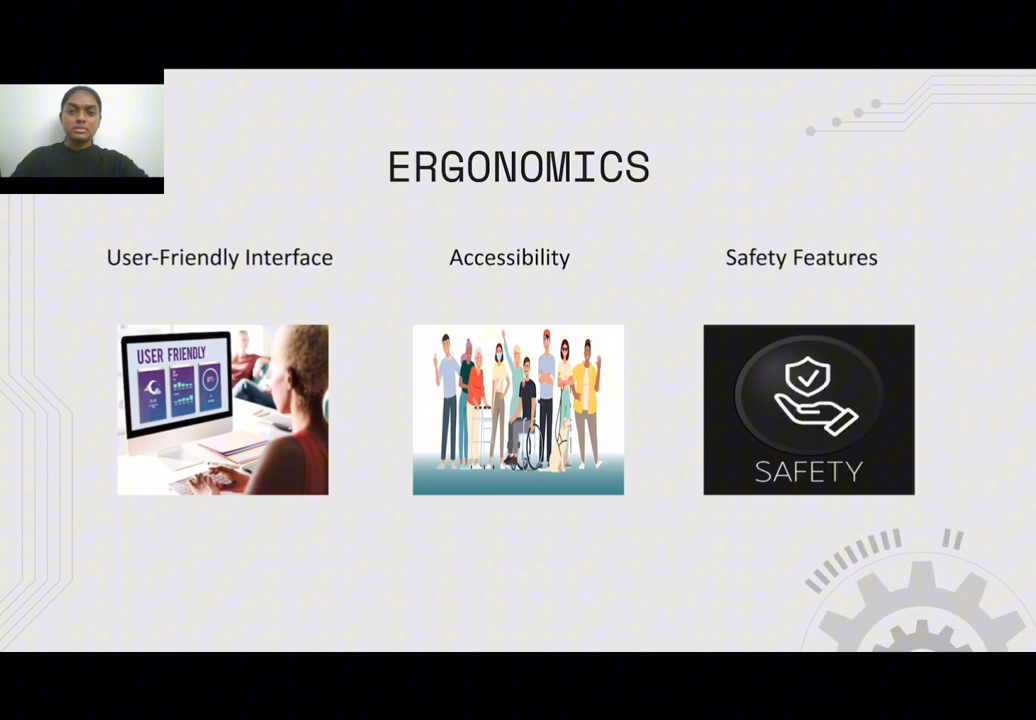 ERGONOMICS
User-Friendly Interface
Accessibility
Safety Features
USER FRIENDLY
SAFETY